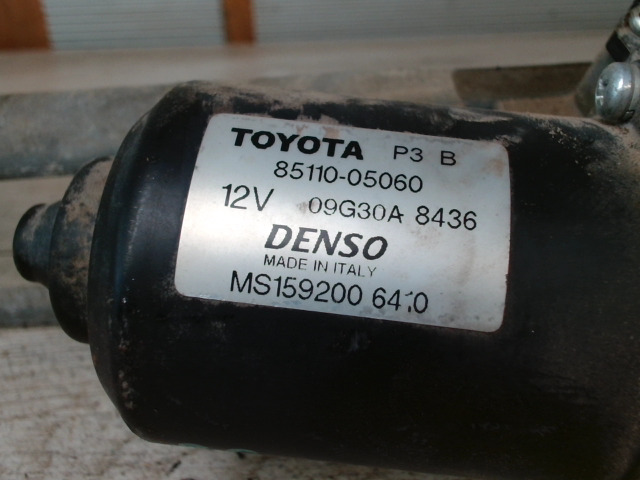 TOYOTA P3 B
85110-05060
12V 09G30A 8436
DENSO
MADE IN ITALY
MS159200 6410